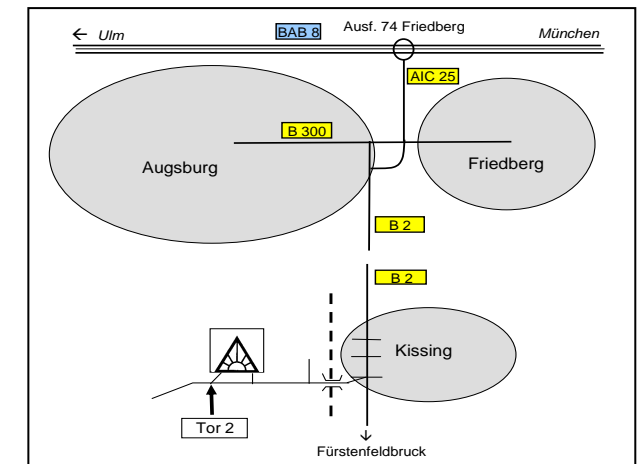 ← Ulm
BAB 8
Ausf. 74 Friedberg
München
AIC 25
B 300
Augsburg
Friedberg
B 2
B 2
Kissing
Tor 2
Fürstenfeldbruck